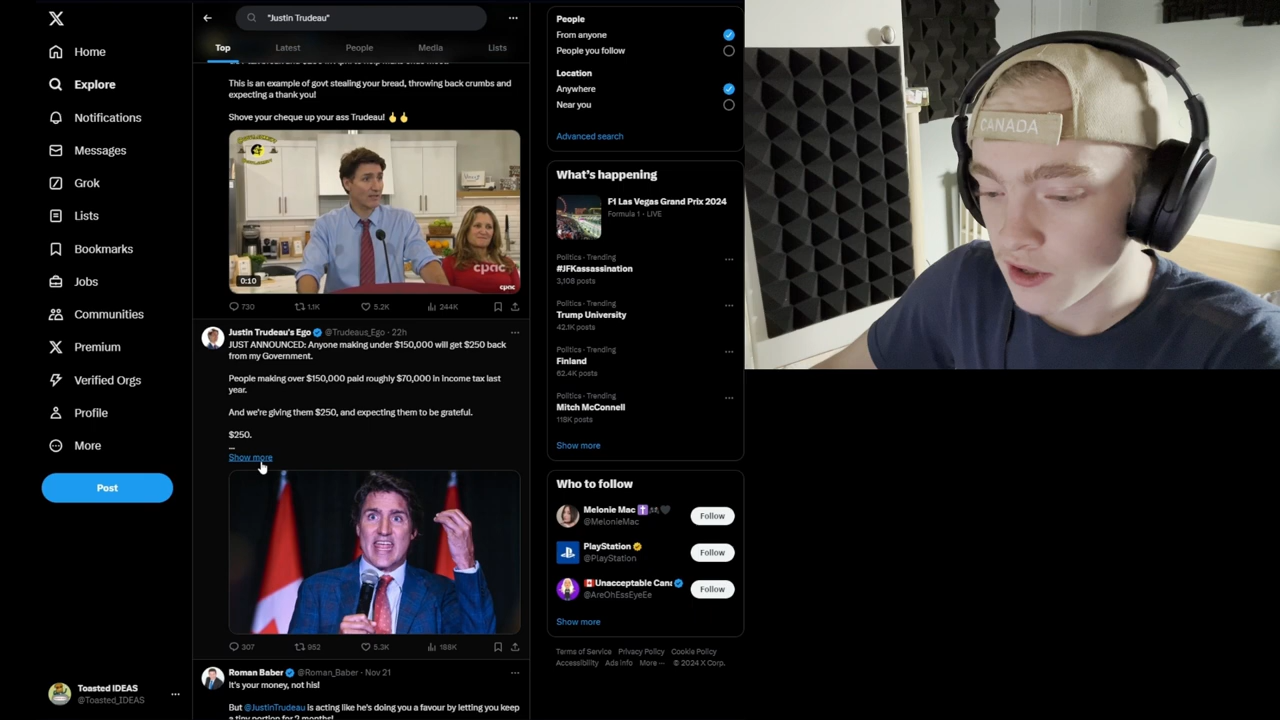 "Justin Trudeau"
Home
Explore
Notifications
Messages
Grok
Lists
Bookmarks
Jobs
Communities
Premium
Verified Orgs
Profile
More
Post
Toasted IDEAS
@Toasted_IDEAS
Top
Latest
People
Media
Lists
This is an example of govt stealing your bread, throwing back crumbs and
expecting a thank you!
Shove your cheque up your ass Trudeau! 🖕🖕
cpac
0:10
cpac
730
1.1K
5.2K
244K
Justin Trudeau's Ego @Trudeaus_Ego · 22h
JUST ANNOUNCED: Anyone making under $150,000 will get $250 back
from my Government.
People making over $150,000 paid roughly $70,000 in income tax last
year.
And we're giving them $250, and expecting them to be grateful.
$250.
...
Show more
307
952
5.3K
188K
Roman Baber @Roman_Baber · Nov 21
It's your money, not his!
But @JustinTrudeau is acting like he's doing you a favour by letting you keep
a tiny portion for 2 months!
People
From anyone
People you follow
Location
Anywhere
Near you
Advanced search
What's happening
F1 Las Vegas Grand Prix 2024
Formula 1 · LIVE
Politics · Trending
#JFKassassination
3,108 posts
Politics · Trending
Trump University
42.1K posts
Politics · Trending
Finland
62.4K posts
Politics · Trending
Mitch McConnell
118K posts
Show more
Who to follow
Melonie Mac
@MelonieMac
Follow
PlayStation
@PlayStation
Follow
Unacceptable Cana
@AreOhEssEyeEe
Follow
Show more
Terms of Service Privacy Policy Cookie Policy
Accessibility Ads info More ··· © 2024 X Corp.
CANADA